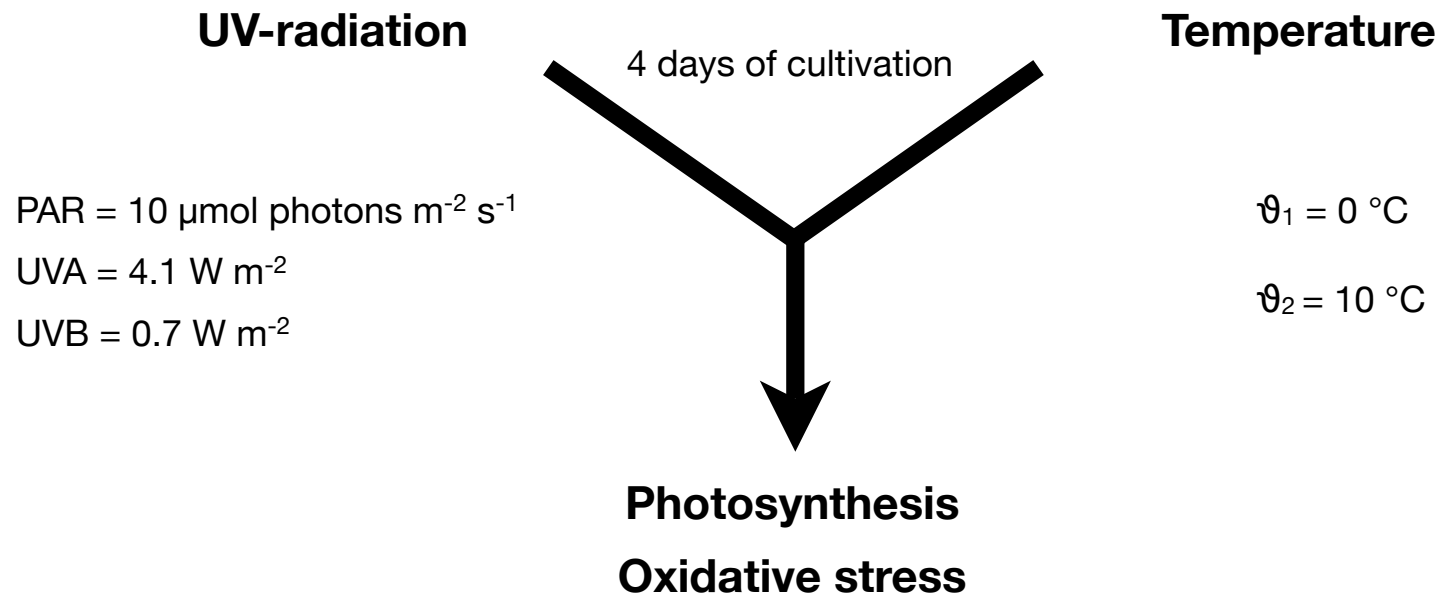 UV-radiation
Temperature
4 days of cultivation
PAR = 10 µmol photons m⁻² s⁻¹
UVA = 4.1 W m⁻²
UVB = 0.7 W m⁻²
ϑ₁ = 0 °C
ϑ₂ = 10 °C
Photosynthesis
Oxidative stress